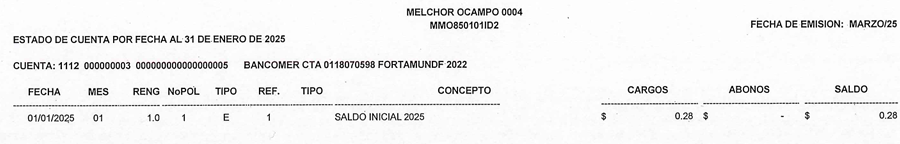 MELCHOR OCAMPO 0004
MMO850101ID2
FECHA DE EMISION: MARZO/25
ESTADO DE CUENTA POR FECHA AL 31 DE ENERO DE 2025
CUENTA: 1112 000000003 000000000000000005 BANCOMER CTA 0118070598 FORTAMUNDF 2022
FECHA MES RENG NoPOL TIPO REF. TIPO CONCEPTO CARGOS ABONOS SALDO
01/01/2025 01 1.0 1 E 1 SALDO INICIAL 2025 $ 0.28 $ - $ 0.28